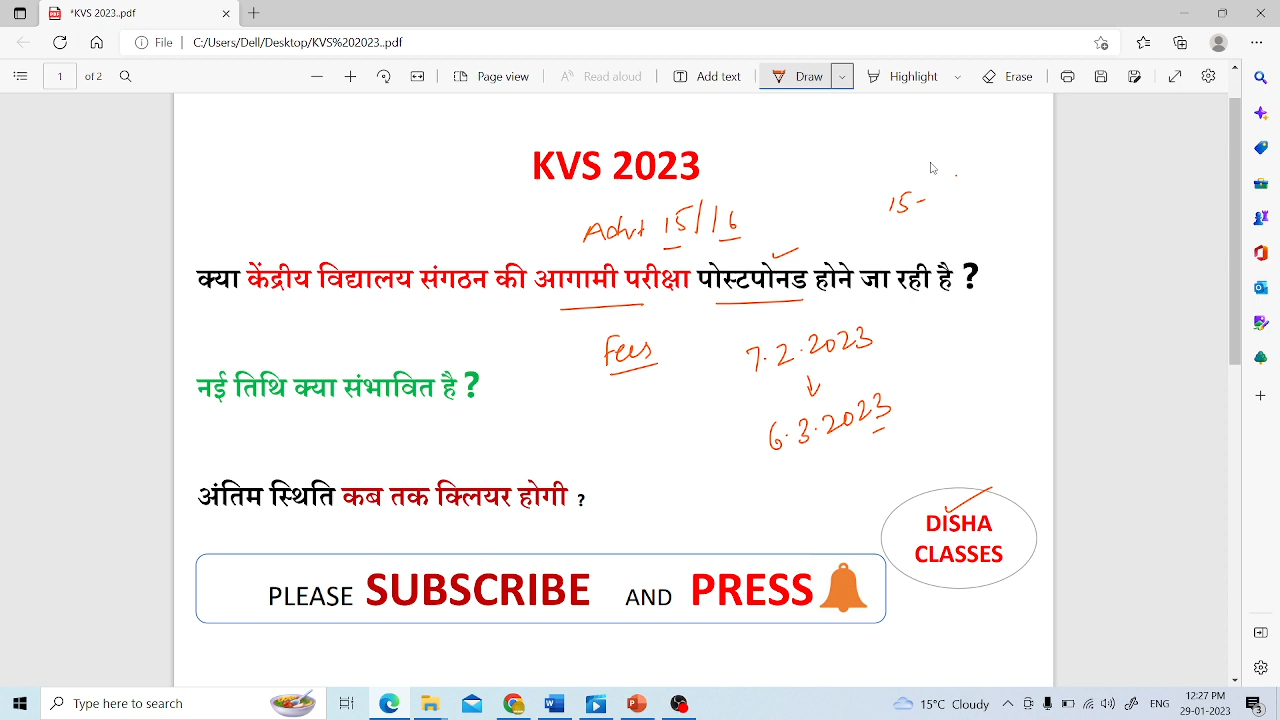 *KVS 2023.pdf
File C:/Users/Dell/Desktop/KVS%202023..pdf
1 of 2 Page view Read aloud Add text Draw Highlight Erase
KVS 2023
15-
Advt 15/16
क्या केंद्रीय विद्यालय संगठन की आगामी परीक्षा पोस्टपोनड होने जा रही है ?
Fees 7.2.2023
नई तिथि क्या संभावित है ?
6.3.2023
अंतिम स्थिति कब तक क्लियर होगी ?
DISHA
CLASSES
PLEASE SUBSCRIBE AND PRESS
Type here to search 15°C Cloudy ENG 12:27 PM
29-01-2023 3